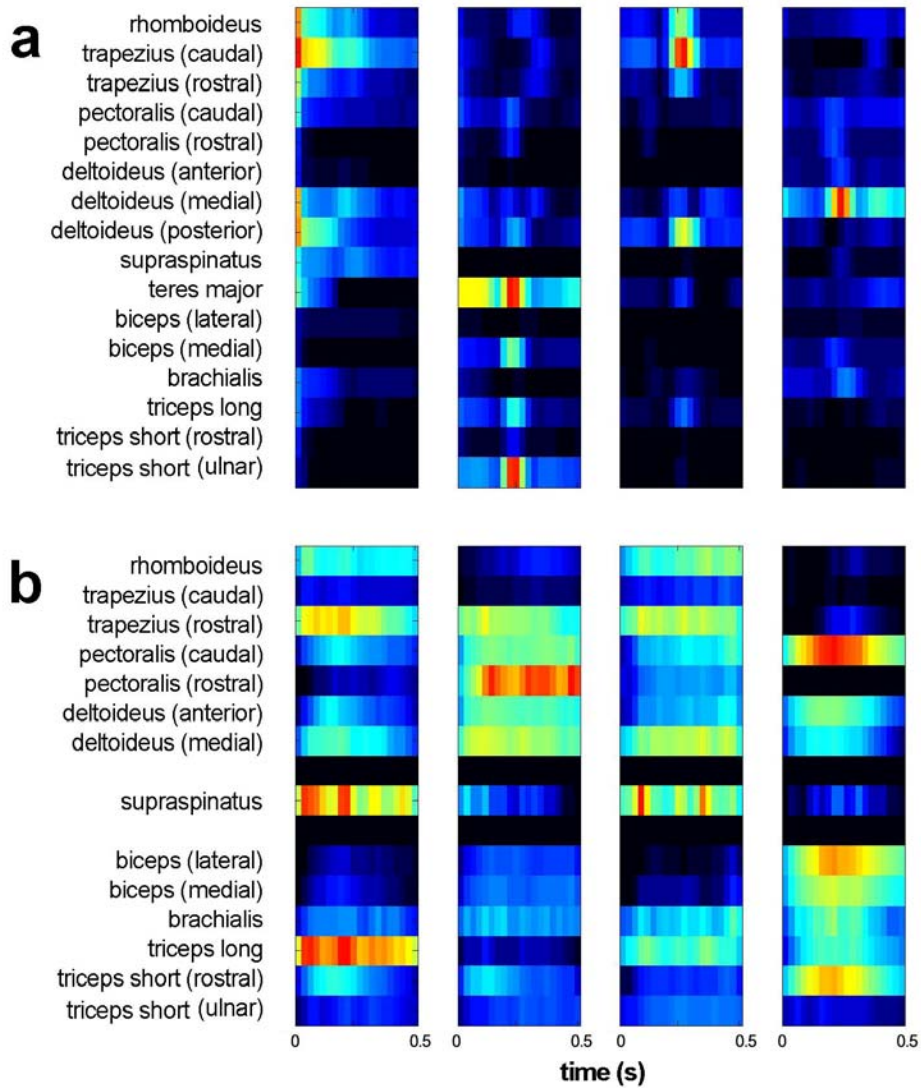 a
rhomboideus
trapezius (caudal)
trapezius (rostral)
pectoralis (caudal)
pectoralis (rostral)
deltoideus (anterior)
deltoideus (medial)
deltoideus (posterior)
supraspinatus
teres major
biceps (lateral)
biceps (medial)
brachialis
triceps long
triceps short (rostral)
triceps short (ulnar)
b
rhomboideus
trapezius (caudal)
trapezius (rostral)
pectoralis (caudal)
pectoralis (rostral)
deltoideus (anterior)
deltoideus (medial)
supraspinatus
biceps (lateral)
biceps (medial)
brachialis
triceps long
triceps short (rostral)
triceps short (ulnar)
0 0.5 0 0.5 0 0.5 0 0.5
time (s)